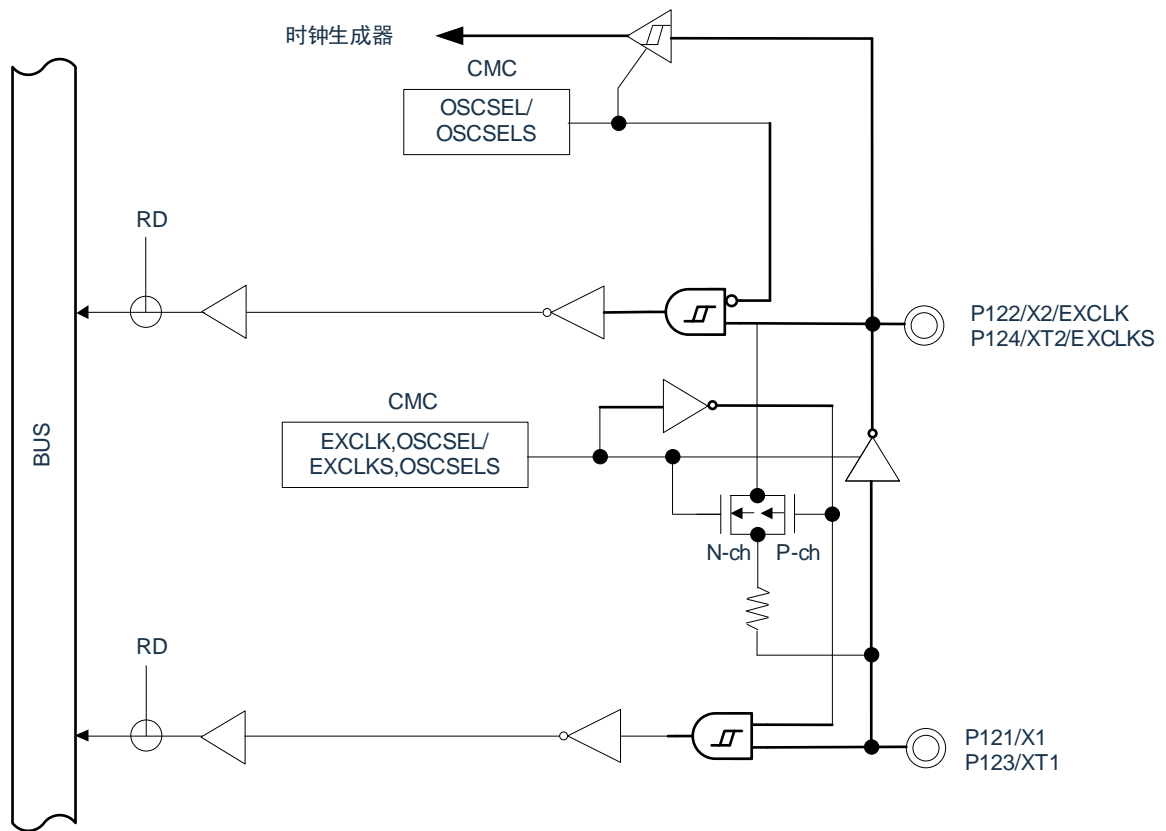 时钟生成器
CMC
OSCSEL/
OSCSELS
RD
P122/X2/EXCLK
P124/XT2/EXCLKS
CMC
EXCLK,OSCSEL/
EXCLKS,OSCSELS
BUS
N-ch
P-ch
RD
P121/X1
P123/XT1